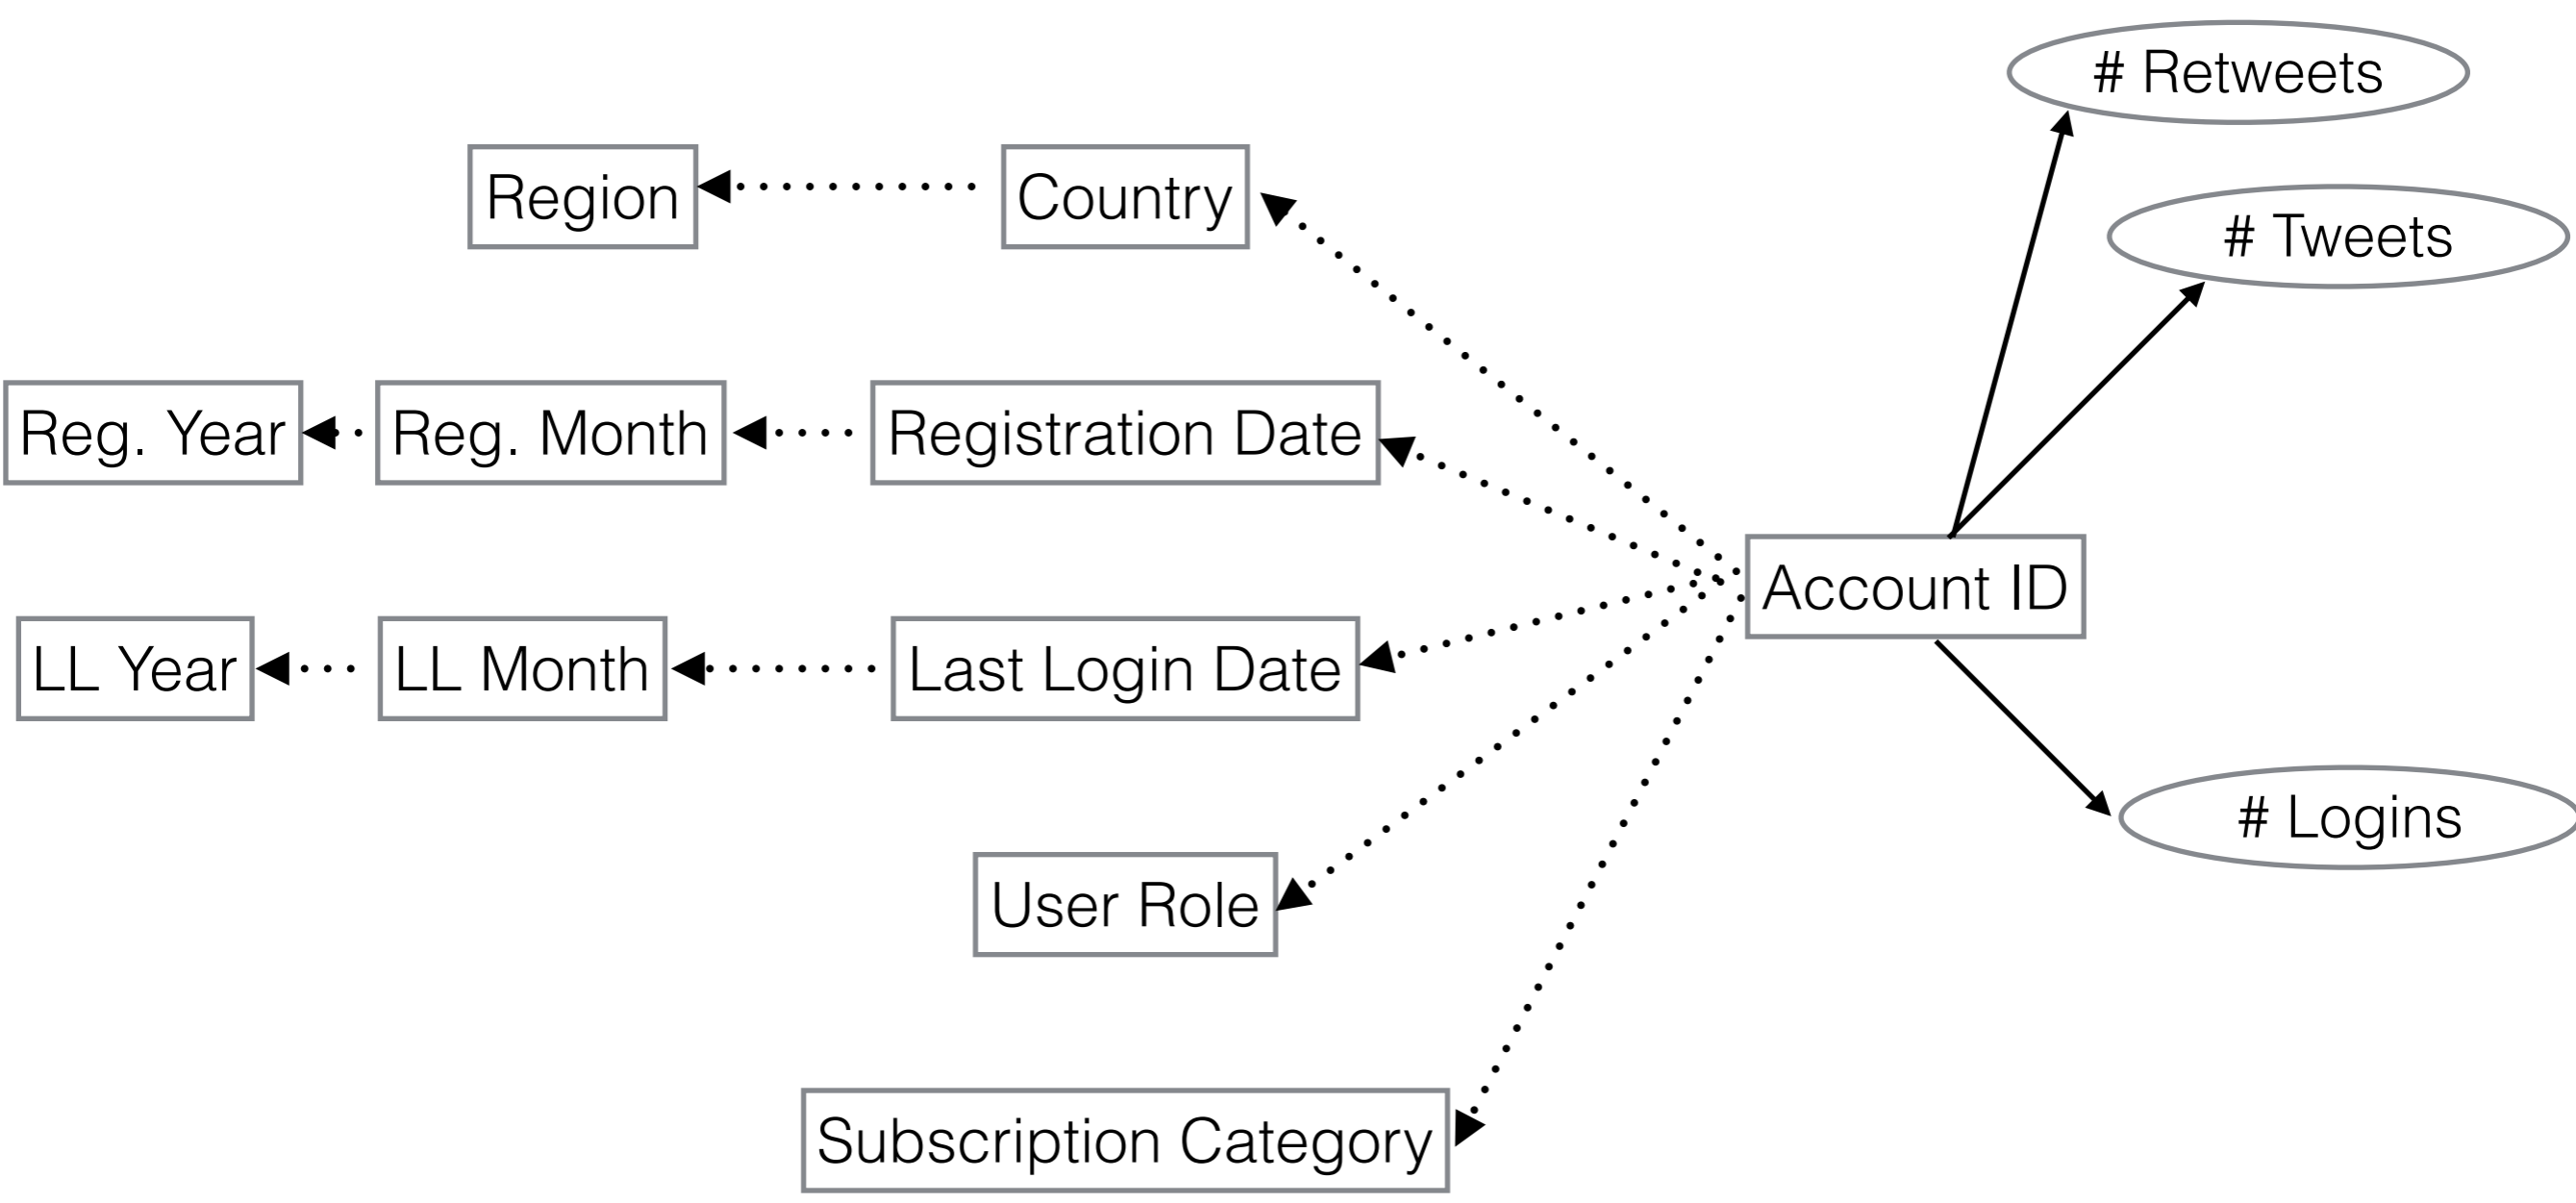 # Retweets
Region
Country
# Tweets
Reg. Year
Reg. Month
Registration Date
Account ID
LL Year
LL Month
Last Login Date
# Logins
User Role
Subscription Category